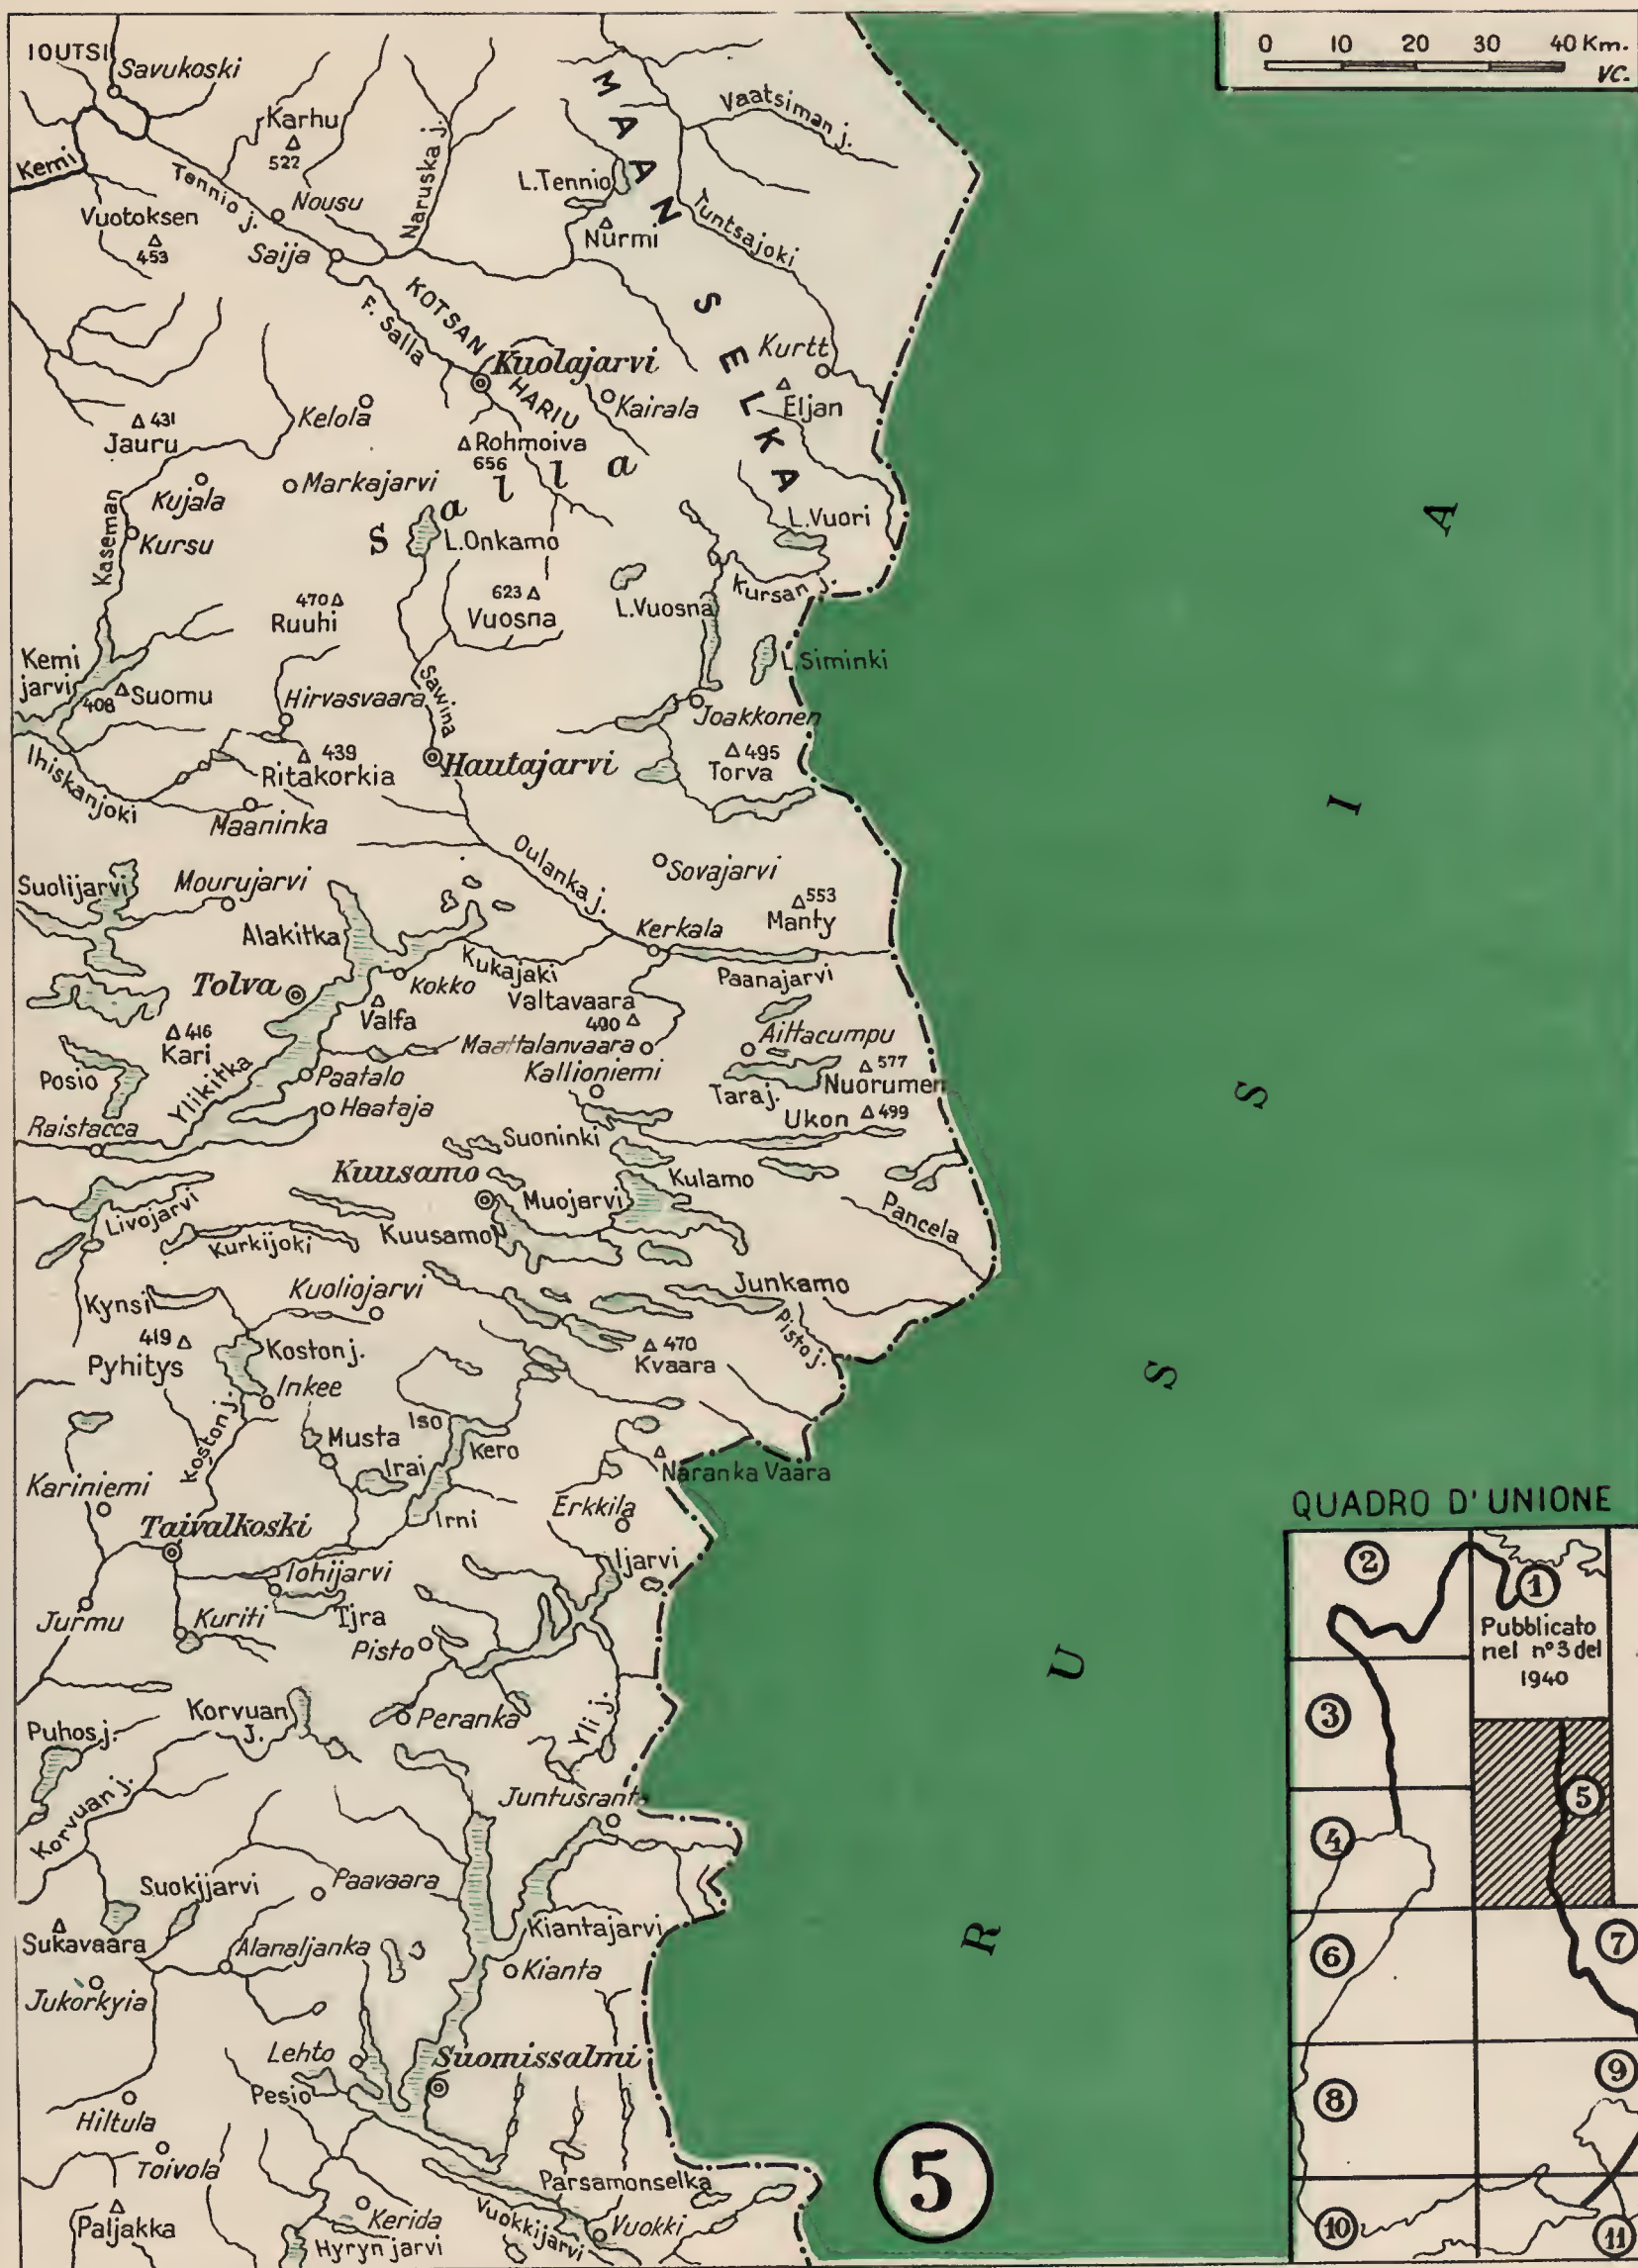 0 10 20 30 40 Km.
VC.
IOUTSI
Savukoski
MAAN SELKA
Vaatsiman j.
Karhu
522
Kemi
Tennio j.
Naruska j.
L.Tennio
Nousu
Vuotoksen
453
Nurmi
Tuntsajoki
Saija
KOTSAN HARIU
F. Salla
Kuolajarvi
Kurtt
Kelola
Kairala
Eljan
431
Jauru
Rohmoiva
656
Salla
Kujala
Markajarvi
Kaseman
Kursu
L.Onkamo
L.Vuori
470
Ruuhi
623
Vuosna
L.Vuosna
Kursan j.
Kemi
jarvi
L.Siminki
408
Suomu
Hirvasvaara
Sawina
Joakkonen
439
Ritakorkia
Hautajarvi
495
Torva
Ihiskanjoki
Maaninka
Oulanka j.
Sovajarvi
Suolijarvi
Mourujarvi
553
Manty
Alakitka
Kerkala
Kukajaki
Paanajarvi
Tolva
Kokko
Valtavaara
400
Valfa
416
Kari
Maattalanvaara
Aittacumpu
Posio
Ylikitka
Paatalo
Kallioniemi
577
Nuorumen
Taraj.
Haataja
Ukon
499
Raistacca
Suoninki
Kuusamo
Kulamo
Muojarvi
Livojarvi
Kuusamo
Pancela
Kurkijoki
Kuoliojarvi
Junkamo
Kynsi
419
Pyhitys
Kostonj.
470
Kvaara
Pisto j.
Inkee
Koston j.
Iso
Musta
Kero
Irai
Naranka Vaara
Kariniemi
Irni
Erkkila
Taivalkoski
Iohijarvi
Ijarvi
Jurmu
Kuriti
Tjra
Pisto
Korvuan
J.
Peranka
Yli j.
Puhos j.
Juntusranta
Korvuan j.
Suokijarvi
Paavaara
Sukavaara
Alanaljanka
Kiantajarvi
Kianta
Jukorkyia
Lehto
Suomissalmi
Pesio
Hiltula
Toivola
Parsamonselka
Kerida
Vuokkijarvi
Vuokki
Paljakka
Hyryn jarvi
RUSSIA
5
QUADRO D'UNIONE
2
1
Pubblicato
nel n°3 del
1940
3
5
4
6
7
8
9
10
11